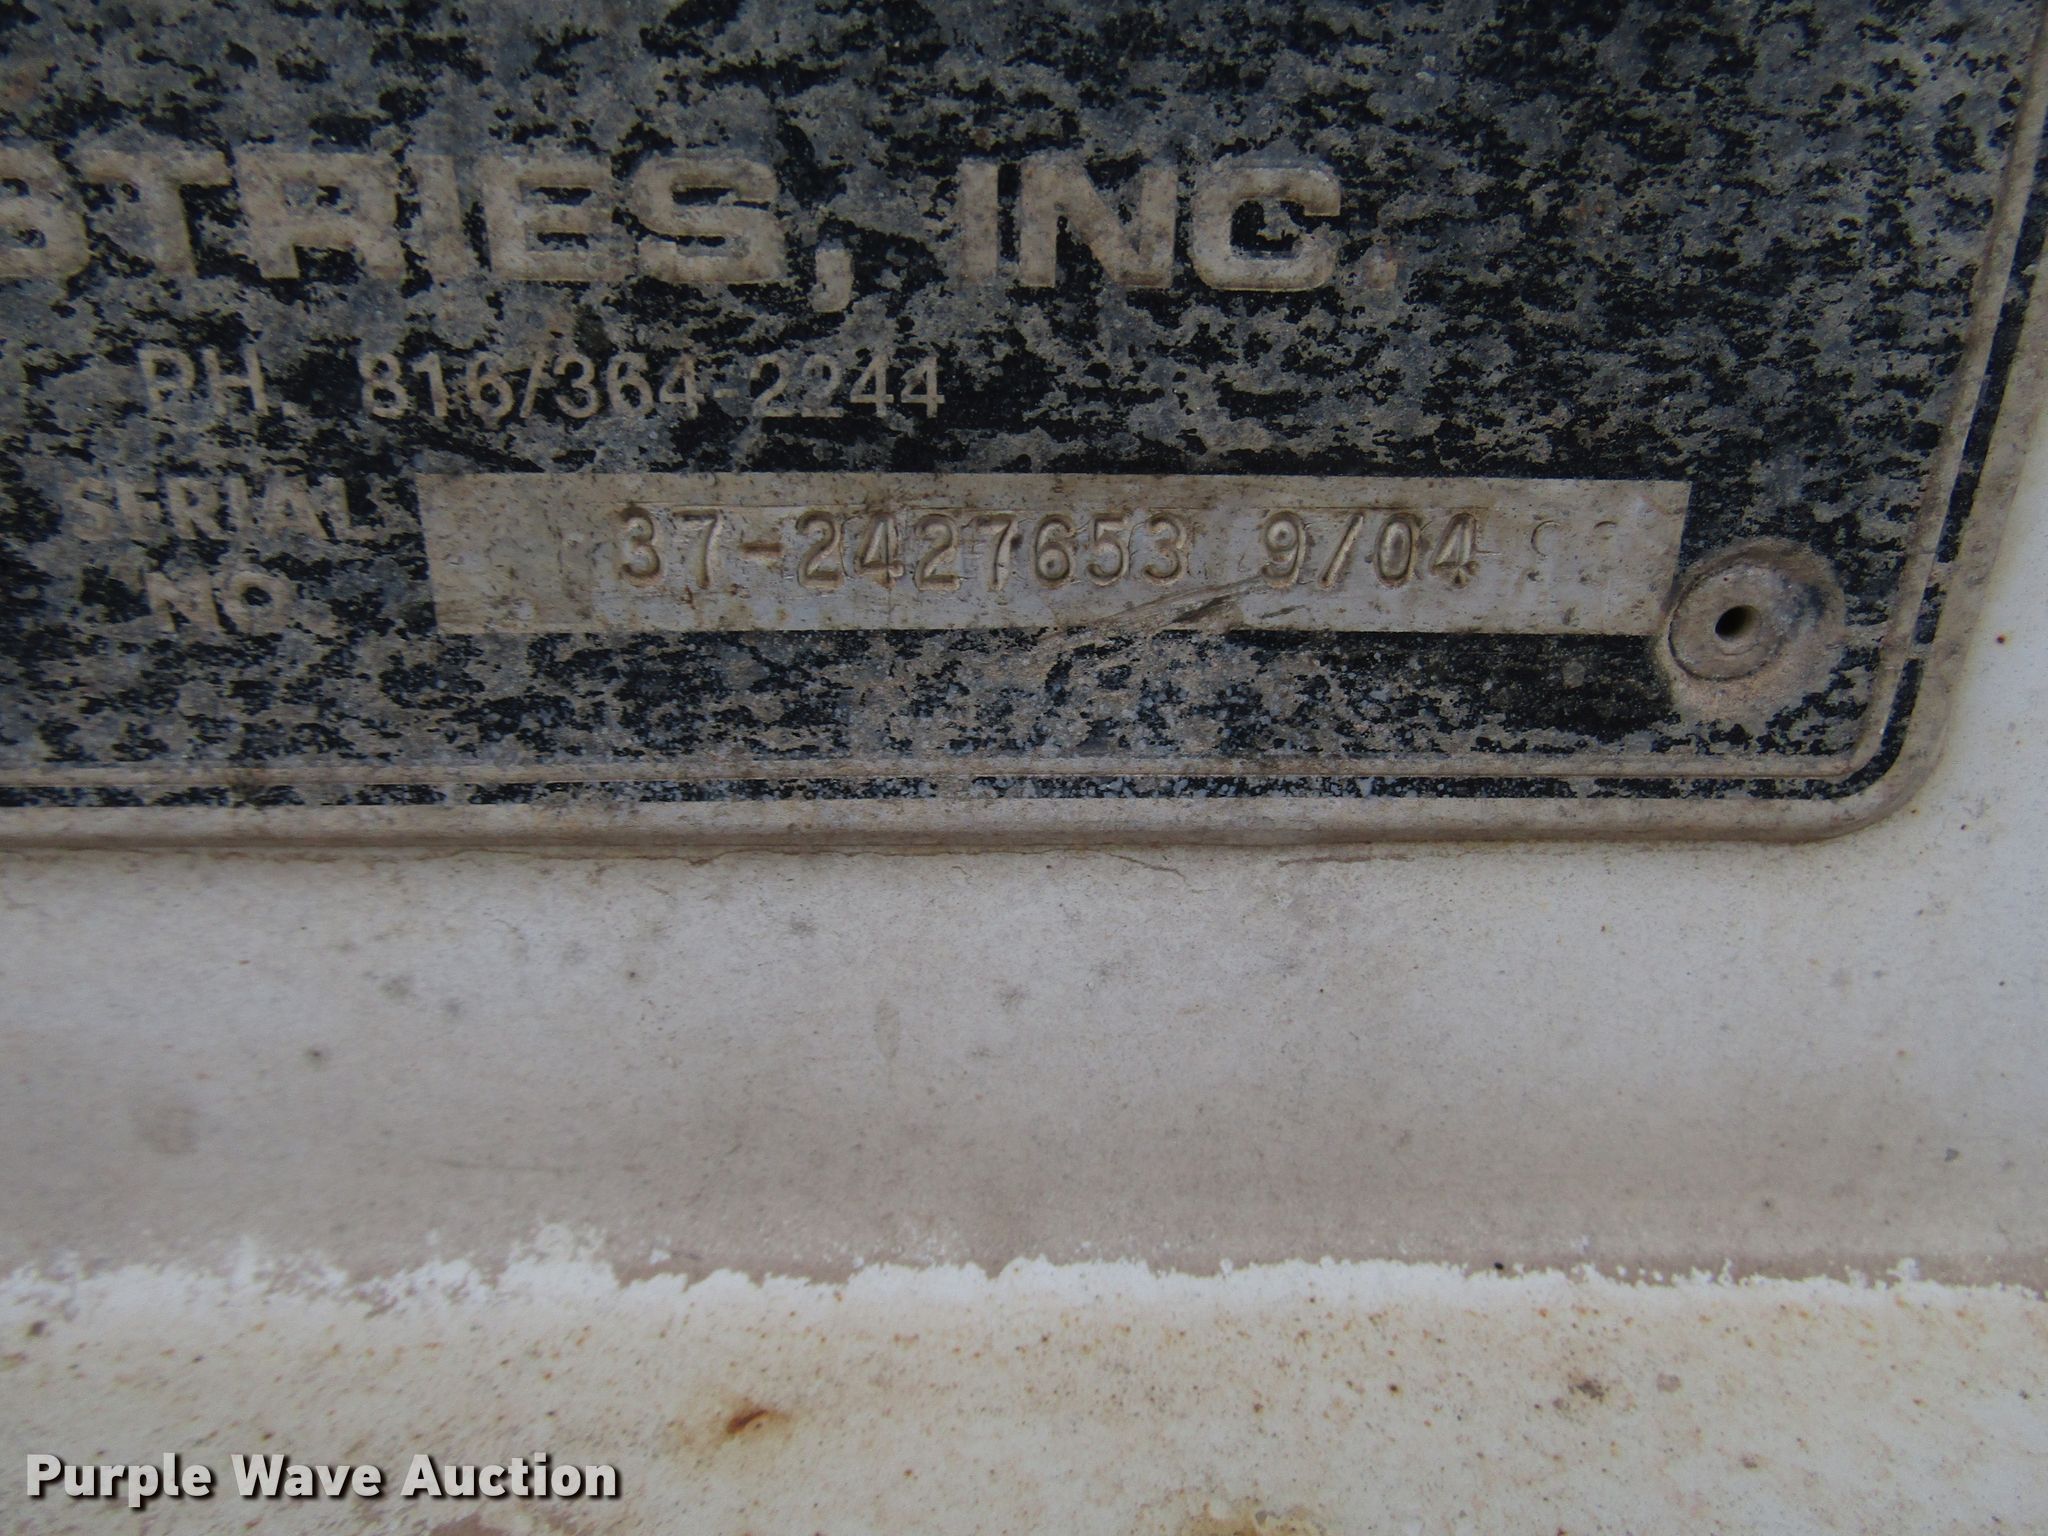 STRIES, INC.
PH. 816/364-2244
SERIAL NO. 37-2427653 9/04
Purple Wave Auction